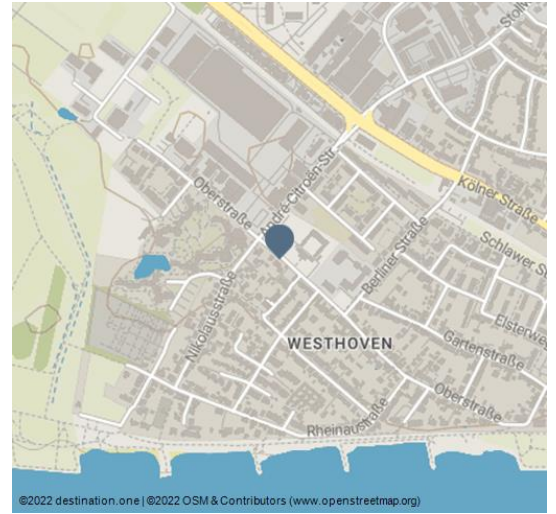 Stollw
Kölner Straße
André-Citroën-Str.
Oberstraße
Berliner Straße
Schlawer St
Nikolausstraße
Elsterweg
WESTHOVEN
Gartenstraße
Oberstraße
Rheinaustraße
©2022 destination.one | ©2022 OSM & Contributors (www.openstreetmap.org)